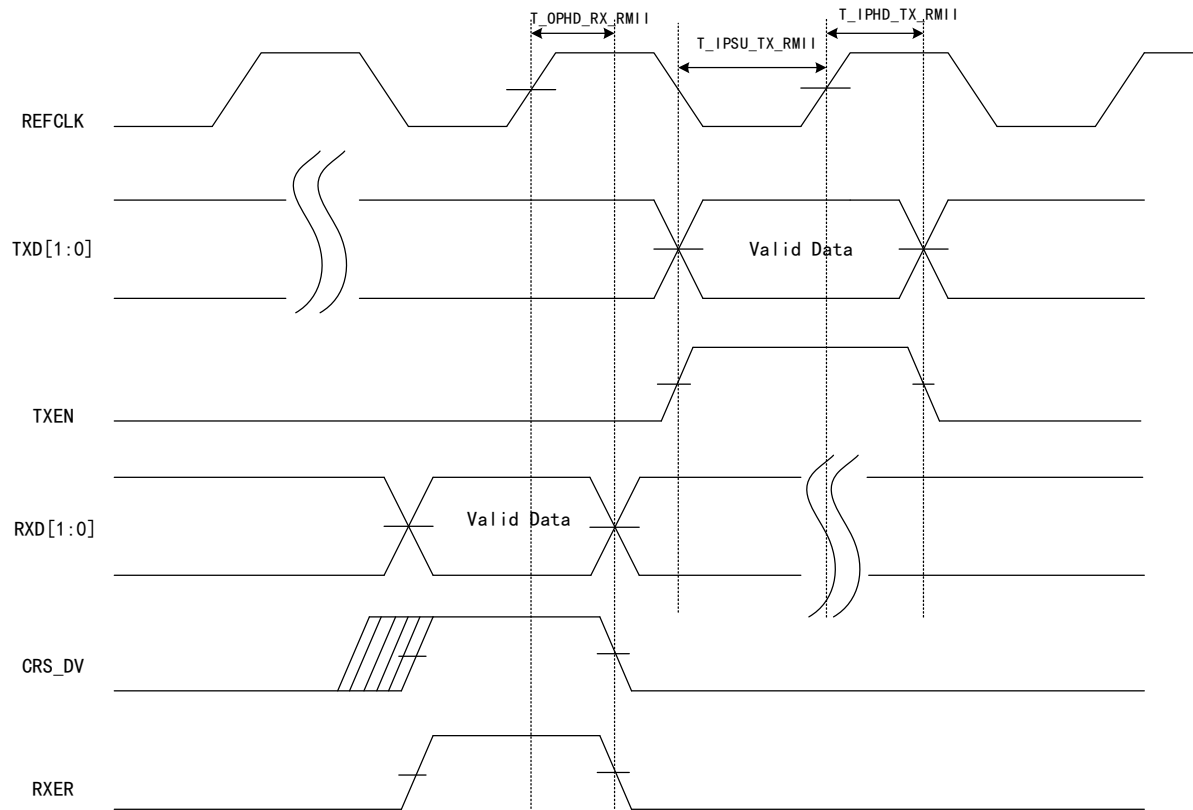 T_OPHD_RX_RMII
T_IPHD_TX_RMII
T_IPSU_TX_RMII
REFCLK
TXD[1:0]
Valid Data
TXEN
RXD[1:0]
Valid Data
CRS_DV
RXER